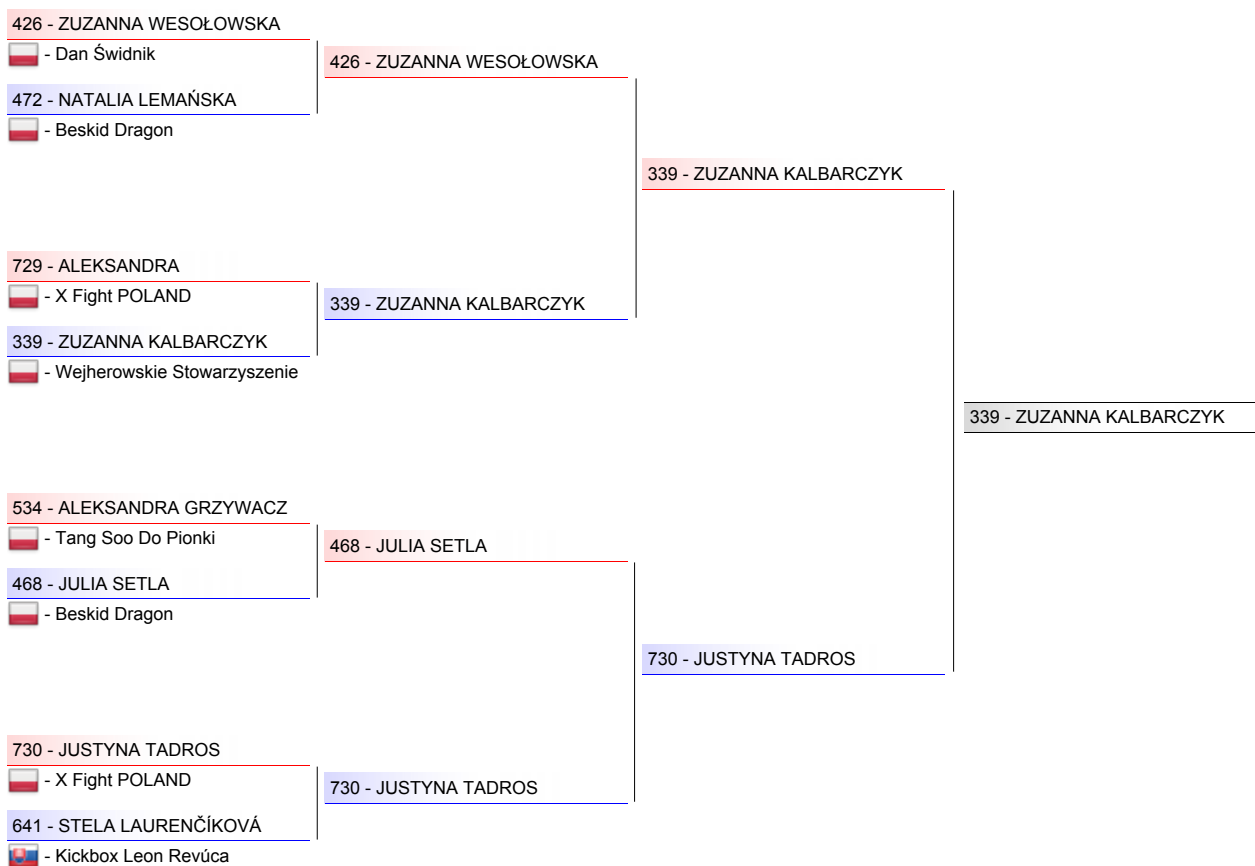 426 - ZUZANNA WESOŁOWSKA
- Dan Świdnik
472 - NATALIA LEMAŃSKA
- Beskid Dragon
729 - ALEKSANDRA
- X Fight POLAND
339 - ZUZANNA KALBARCZYK
- Wejherowskie Stowarzyszenie
534 - ALEKSANDRA GRZYWACZ
- Tang Soo Do Pionki
468 - JULIA SETLA
- Beskid Dragon
730 - JUSTYNA TADROS
- X Fight POLAND
641 - STELA LAURENČÍKOVÁ
- Kickbox Leon Revúca
426 - ZUZANNA WESOŁOWSKA
339 - ZUZANNA KALBARCZYK
468 - JULIA SETLA
730 - JUSTYNA TADROS
339 - ZUZANNA KALBARCZYK
730 - JUSTYNA TADROS
339 - ZUZANNA KALBARCZYK